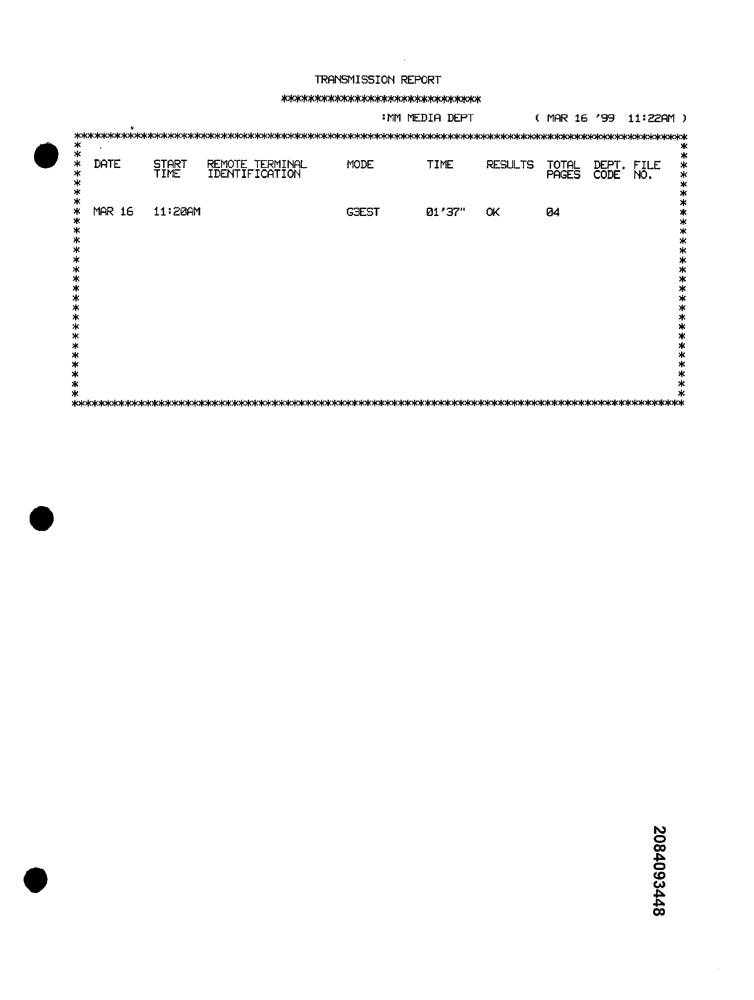 TRANSMISSION REPORT
******************************
:MM MEDIA DEPT ( MAR 16 '99 11:22AM )
DATE START TIME REMOTE TERMINAL IDENTIFICATION MODE TIME RESULTS TOTAL PAGES DEPT. CODE FILE NO.
MAR 16 11:20AM G3EST 01'37" OK 04
2084093448